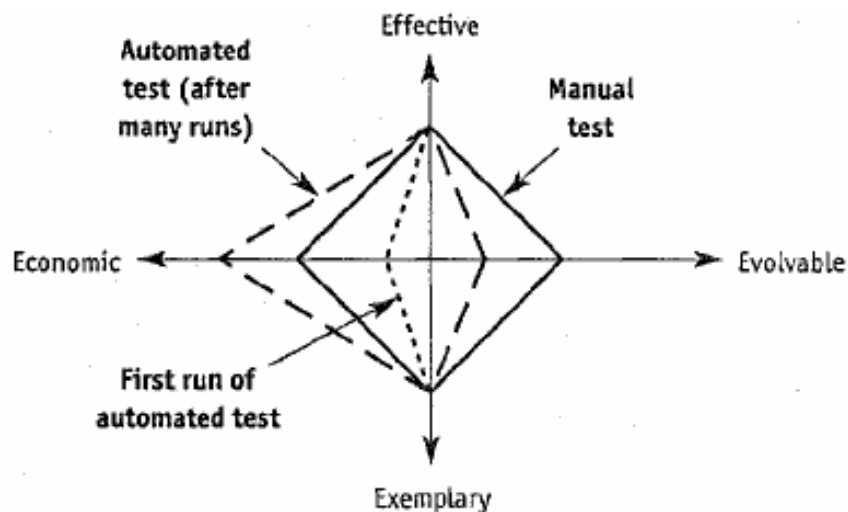 Effective
Automated
test (after
many runs)
Manual
test
Economic
Evolvable
First run of
automated test
Exemplary